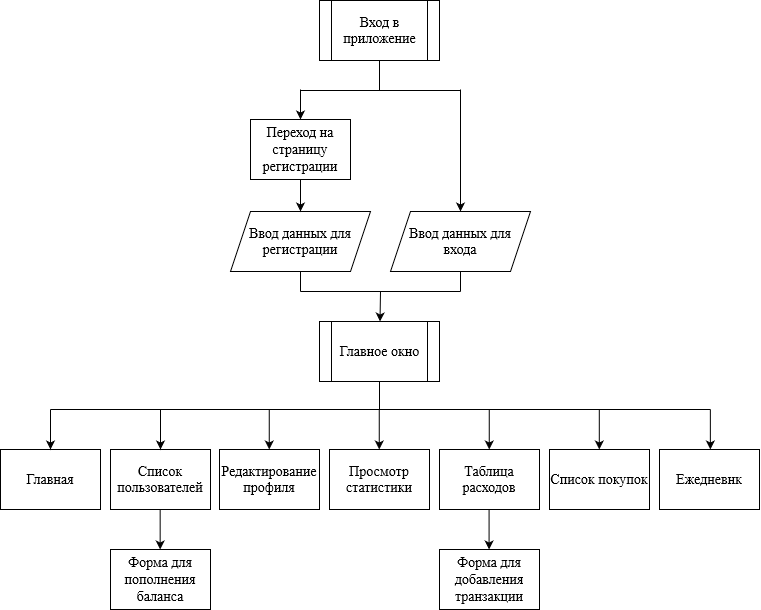 Вход в
приложение
Переход на
страницу
регистрации
Ввод данных для
регистрации
Ввод данных для
входа
Главное окно
Главная
Список
пользователей
Редактирование
профиля
Просмотр
статистики
Таблица
расходов
Список покупок
Ежедневнк
Форма для
пополнения
баланса
Форма для
добавления
транзакции